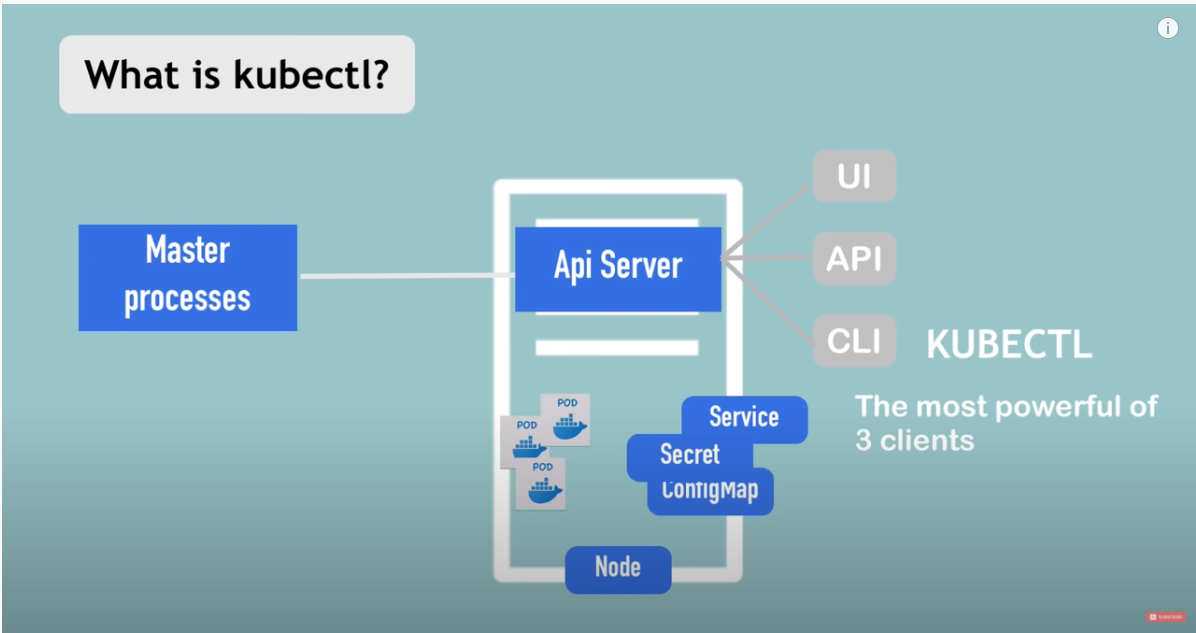 What is kubectl?
Master
processes
Api Server
UI
API
CLI
KUBECTL
The most powerful of
3 clients
POD
POD
POD
Service
Secret
ConfigMap
Node
i
SUBSCRIBE